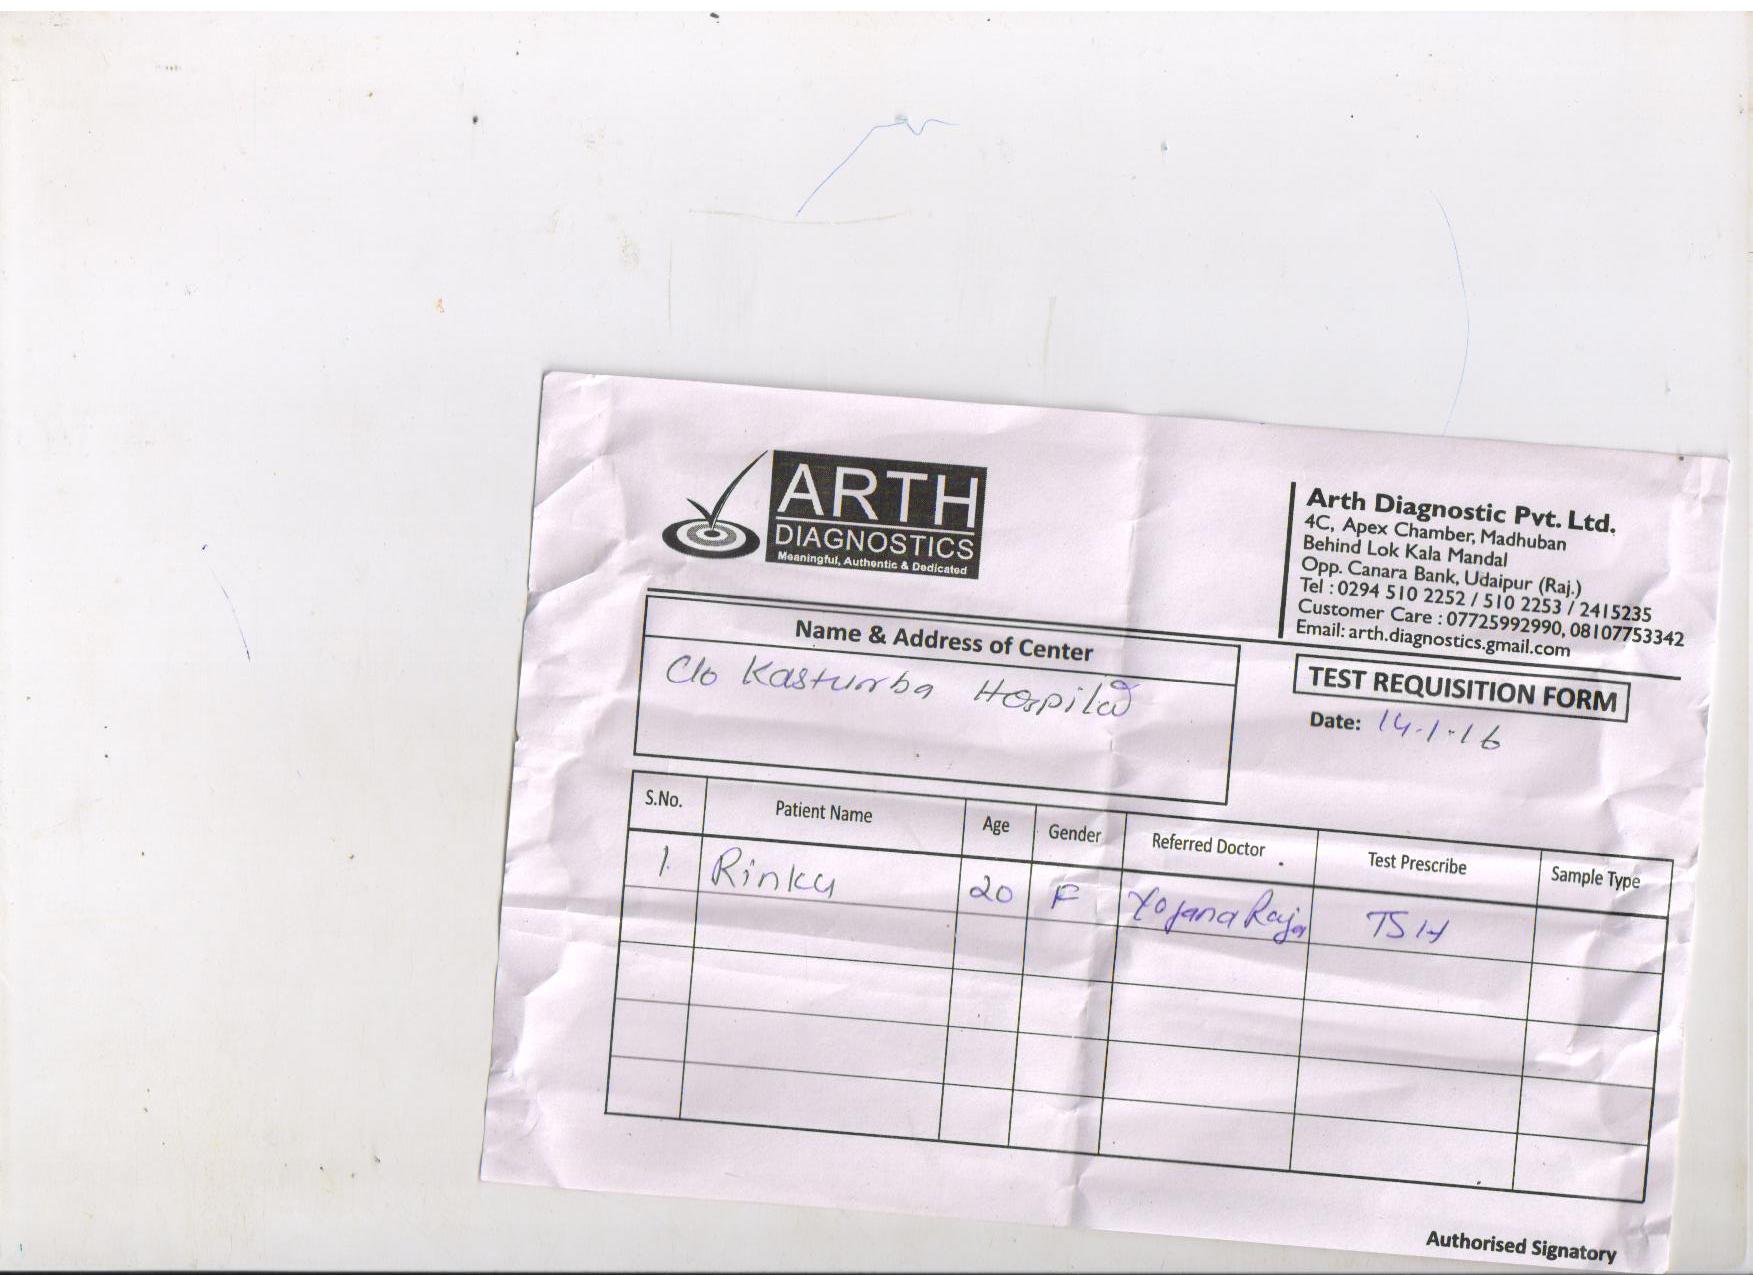 ARTH
DIAGNOSTICS
Meaningful, Authentic & Dedicated
Arth Diagnostic Pvt. Ltd.
4C, Apex Chamber, Madhuban
Behind Lok Kala Mandal
Opp. Canara Bank, Udaipur (Raj.)
Tel : 0294 510 2252 / 510 2253 / 2415235
Customer Care : 07725992990, 08107753342
Email: arth.diagnostics.gmail.com
Name & Address of Center
C/o Kasturba Hospital
TEST REQUISITION FORM
Date: 14.1.16
S.No. Patient Name Age Gender Referred Doctor Test Prescribe Sample Type
1. Rinku 20 F Yojana Raja TSH
Authorised Signatory